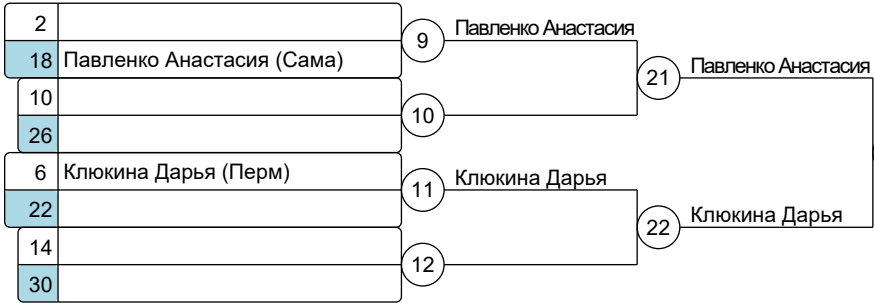 2
9 Павленко Анастасия
18 Павленко Анастасия (Сама)
21 Павленко Анастасия
10
10
26
6 Клюкина Дарья (Перм)
11 Клюкина Дарья
22
22 Клюкина Дарья
14
12
30